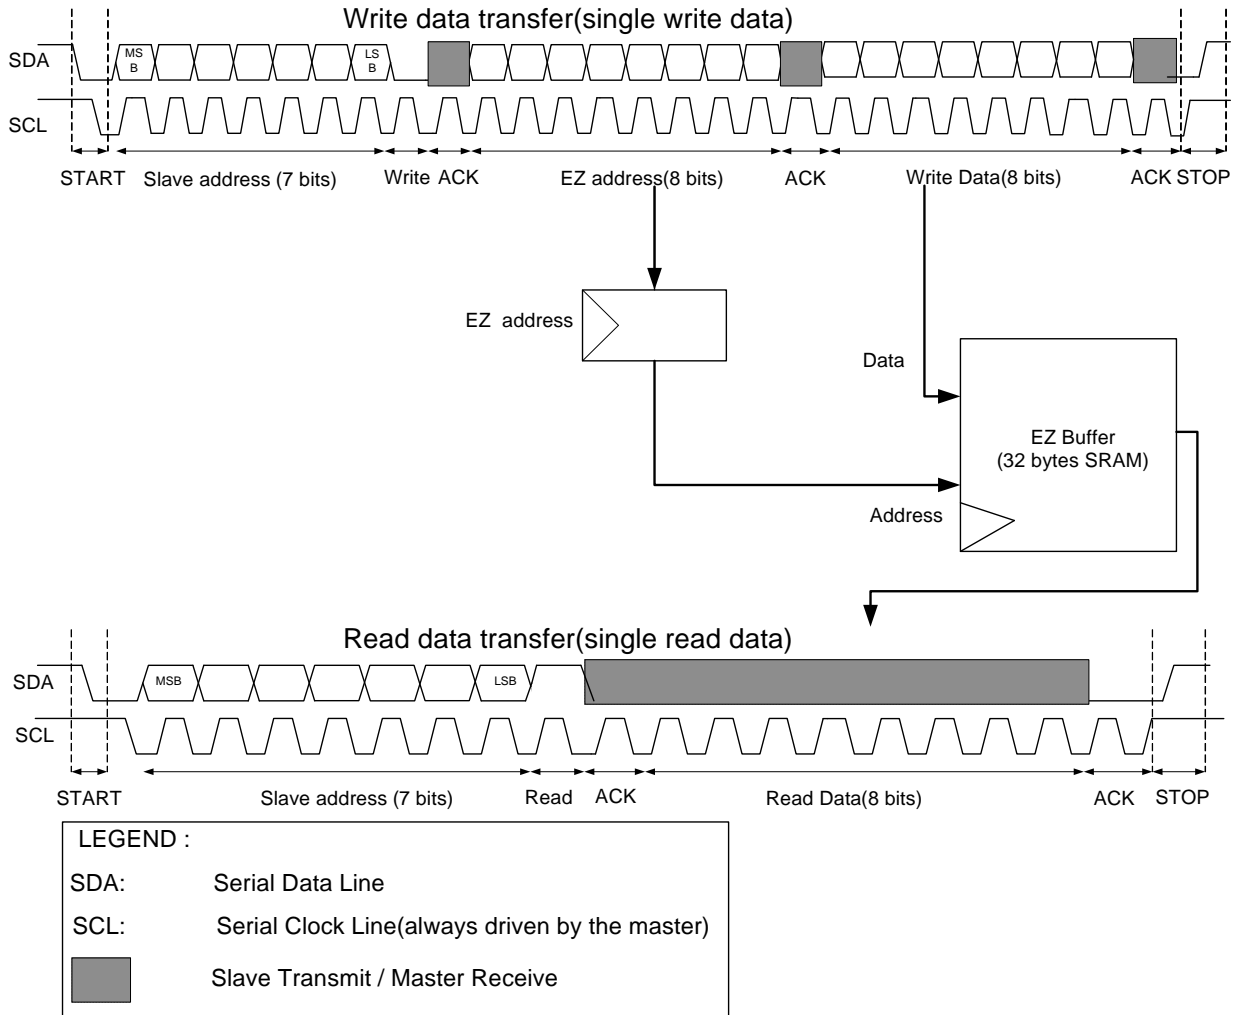 Write data transfer(single write data)
SDA
MS
B
LS
B
SCL
START
Slave address (7 bits)
Write
ACK
EZ address(8 bits)
ACK
Write Data(8 bits)
ACK
STOP
EZ address
Data
EZ Buffer
(32 bytes SRAM)
Address
Read data transfer(single read data)
SDA
MSB
LSB
SCL
START
Slave address (7 bits)
Read
ACK
Read Data(8 bits)
ACK
STOP
LEGEND :
SDA: Serial Data Line
SCL: Serial Clock Line(always driven by the master)
Slave Transmit / Master Receive